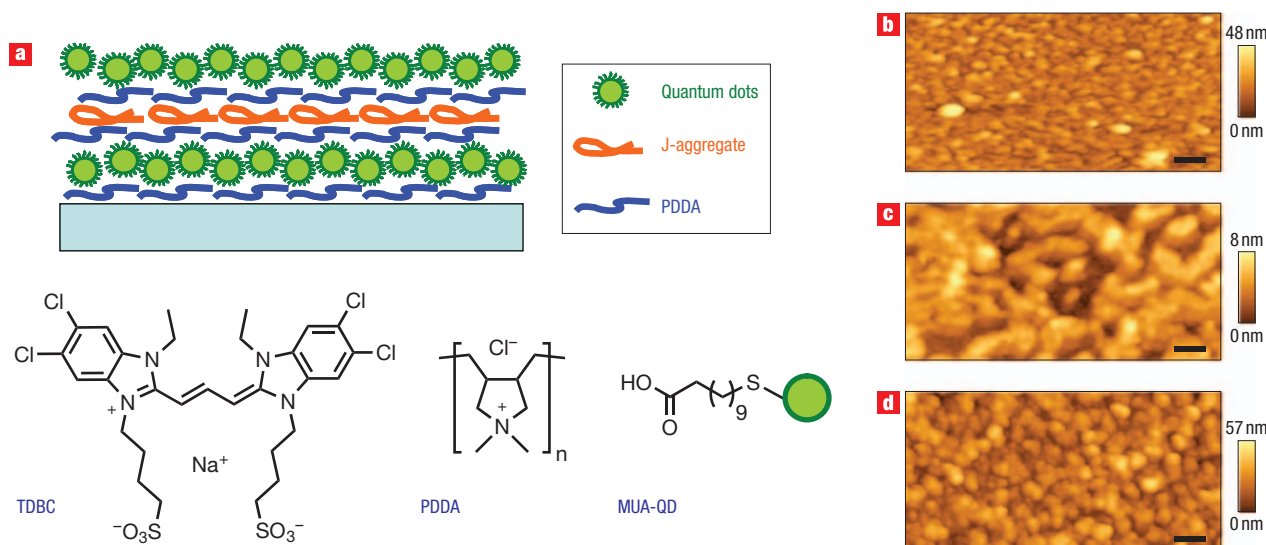 a
Quantum dots
J-aggregate
PDDA
Cl
Cl
Cl
Cl
N
N
N
N
+
Na+
−O3S
SO3−
TDBC
Cl−
+
N
n
PDDA
HO
O
9
S
MUA-QD
b
48 nm
0 nm
c
8 nm
0 nm
d
57 nm
0 nm